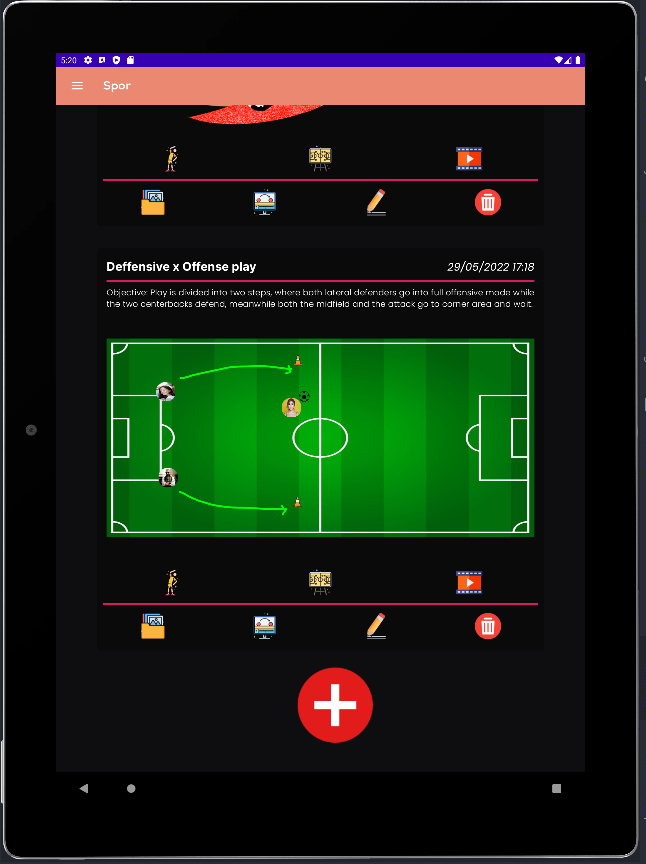 5:20
Spor
Deffensive x Offense play
29/05/2022 17:18
Objective: Play is divided into two steps, where both lateral defenders go into full offensive mode while
the two centerbacks defend, meanwhile both the midfield and the attack go to corner area and wait.